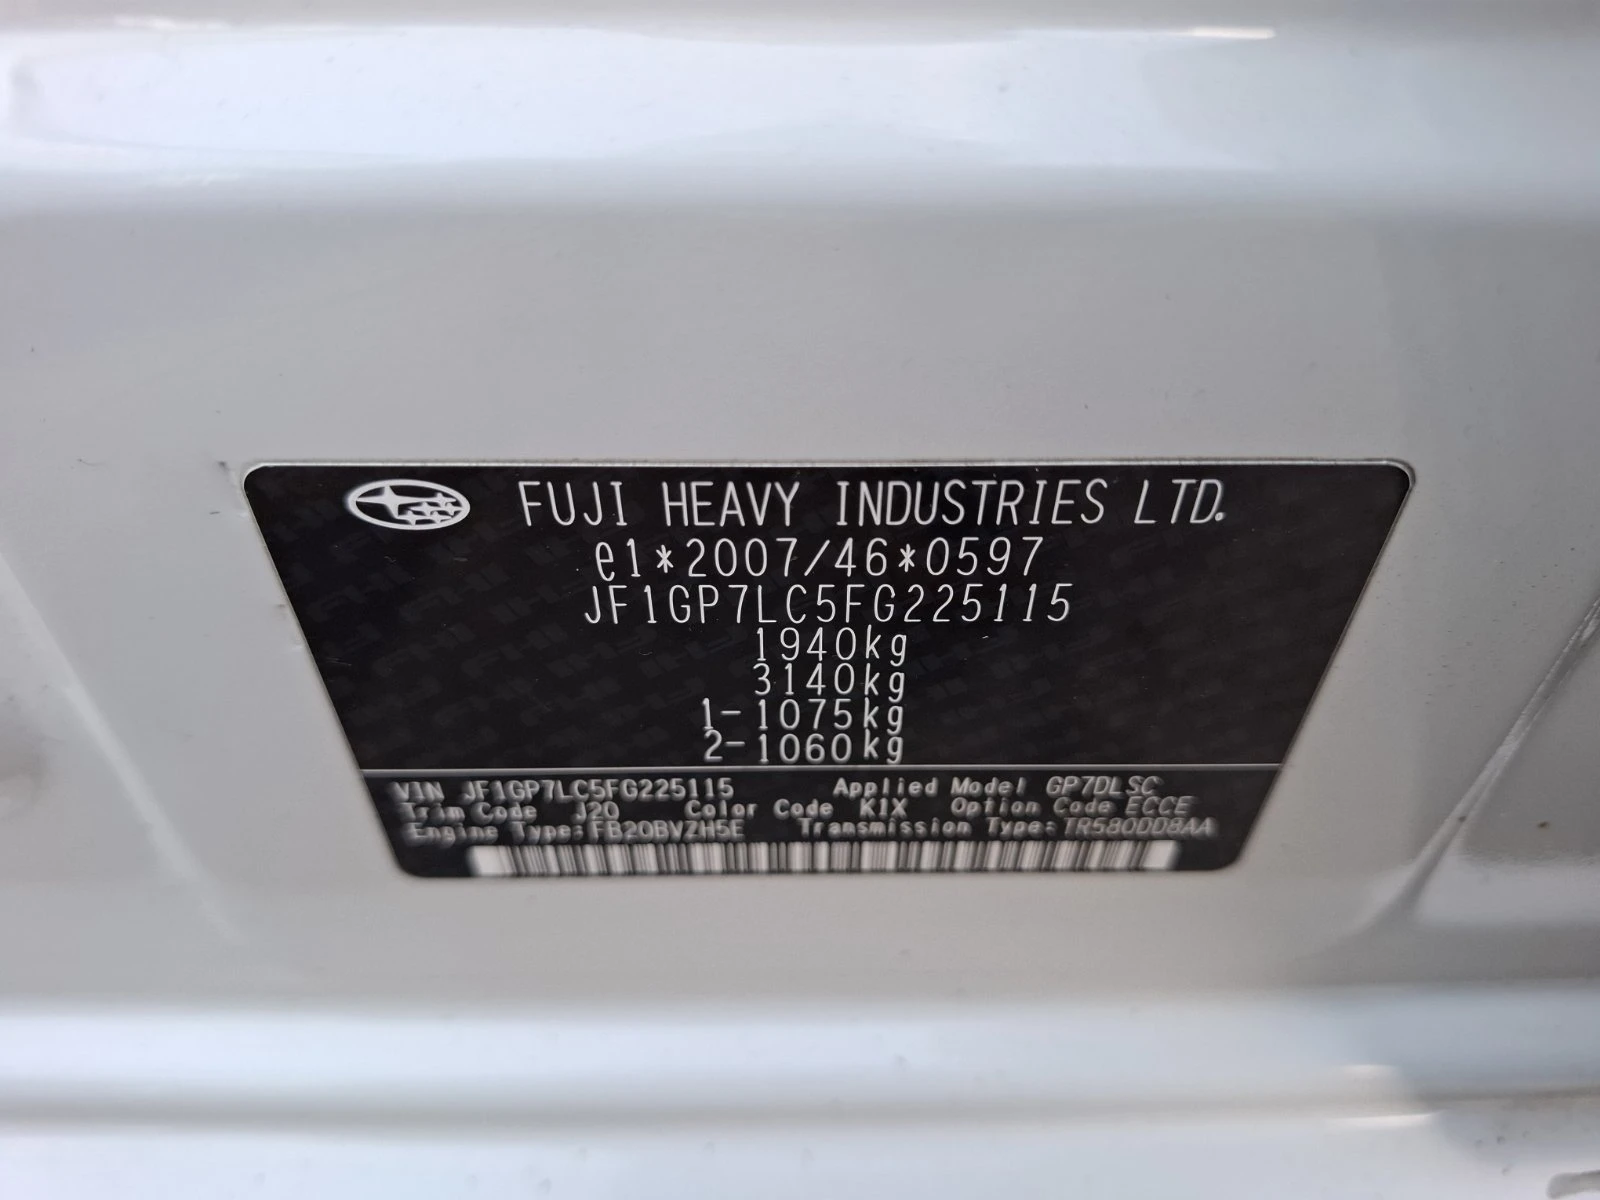 FUJI HEAVY INDUSTRIES LTD.
e1*2007/46*0597
JF1GP7LC5FG225115
1940kg
3140kg
1-1075kg
2-1060kg
VIN JF1GP7LC5FG225115 Applied Model GP7DLSC
Trim Code J20 Color Code K1X Option Code ECCE
Engine Type: FB20BVZH5E Transmission Type: TR580DD8AA